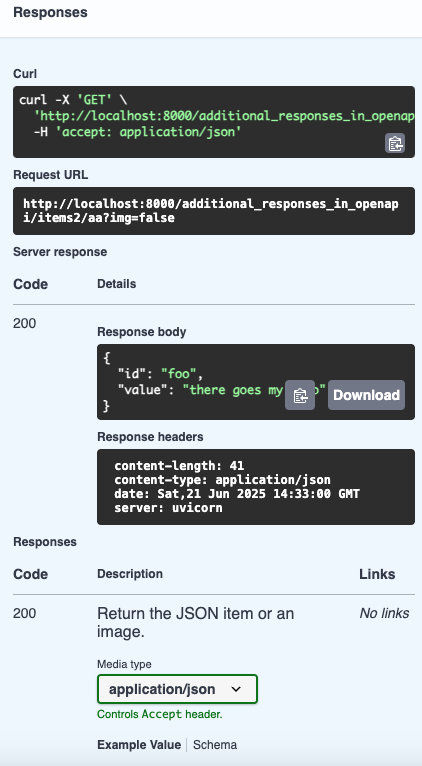 Responses
Curl
curl -X 'GET' \
'http://localhost:8000/additional_responses_in_openap
-H 'accept: application/json'
Request URL
http://localhost:8000/additional_responses_in_openap
i/items2/aa?img=false
Server response
Code Details
200
Response body
{
"id": "foo",
"value": "there goes my o"
}
Download
Response headers
content-length: 41
content-type: application/json
date: Sat,21 Jun 2025 14:33:00 GMT
server: uvicorn
Responses
Code Description Links
200 Return the JSON item or an No links
image.
Media type
application/json
Controls Accept header.
Example Value Schema